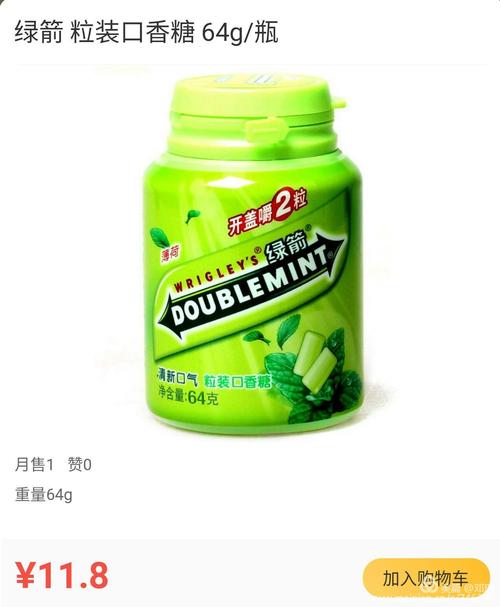 绿箭 粒装口香糖 64g/瓶
开盖嚼2粒
薄荷
WRIGLEY'S® 绿箭®
DOUBLEMINT®
清新口气 粒装口香糖
净含量:64克
月售1 赞0
重量64g
¥11.8
加入购物车